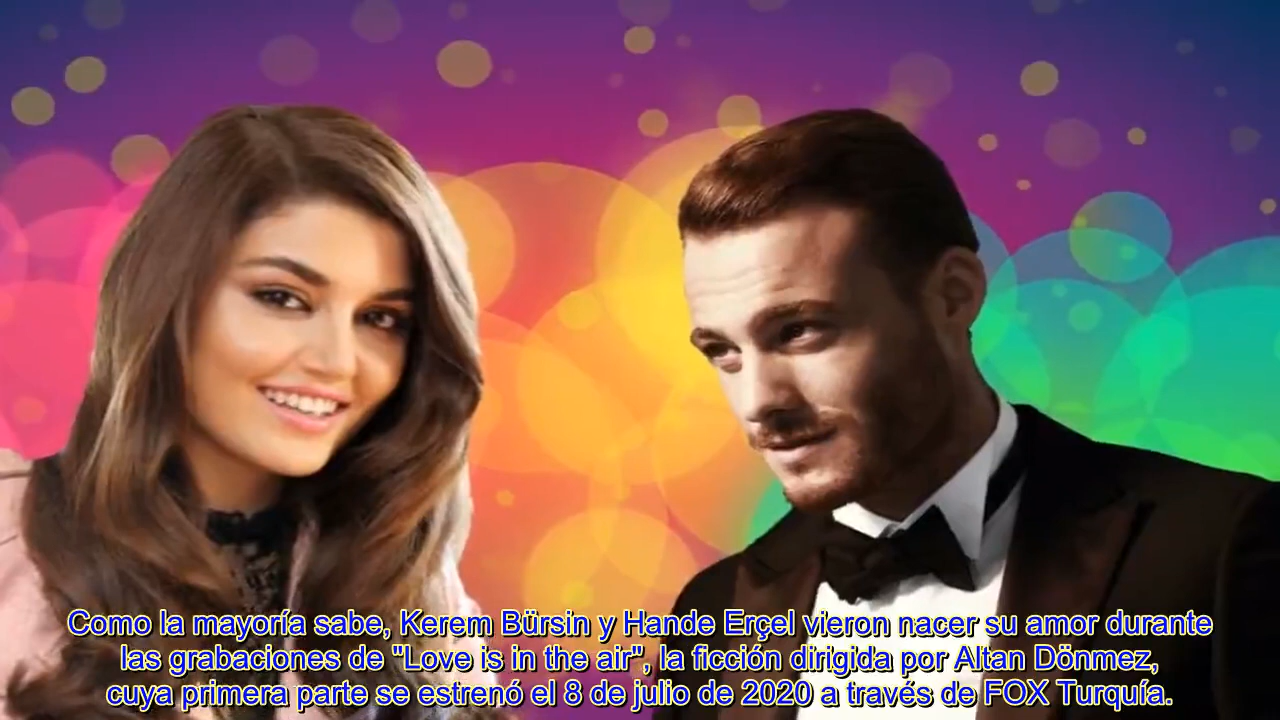 Como la mayoría sabe, Kerem Bürsin y Hande Erçel vieron nacer su amor durante
las grabaciones de "Love is in the air", la ficción dirigida por Altan Dönmez,
cuya primera parte se estrenó el 8 de julio de 2020 a través de FOX Turquía.